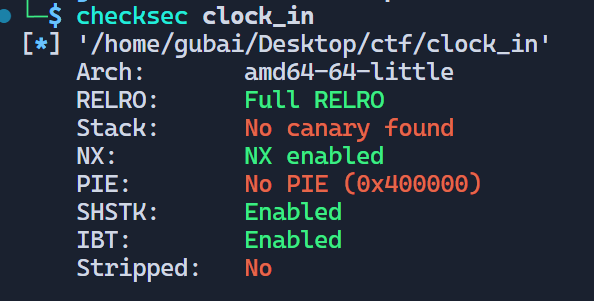 └─$ checksec clock_in
[*] '/home/gubai/Desktop/ctf/clock_in'
Arch: amd64-64-little
RELRO: Full RELRO
Stack: No canary found
NX: NX enabled
PIE: No PIE (0x400000)
SHSTK: Enabled
IBT: Enabled
Stripped: No